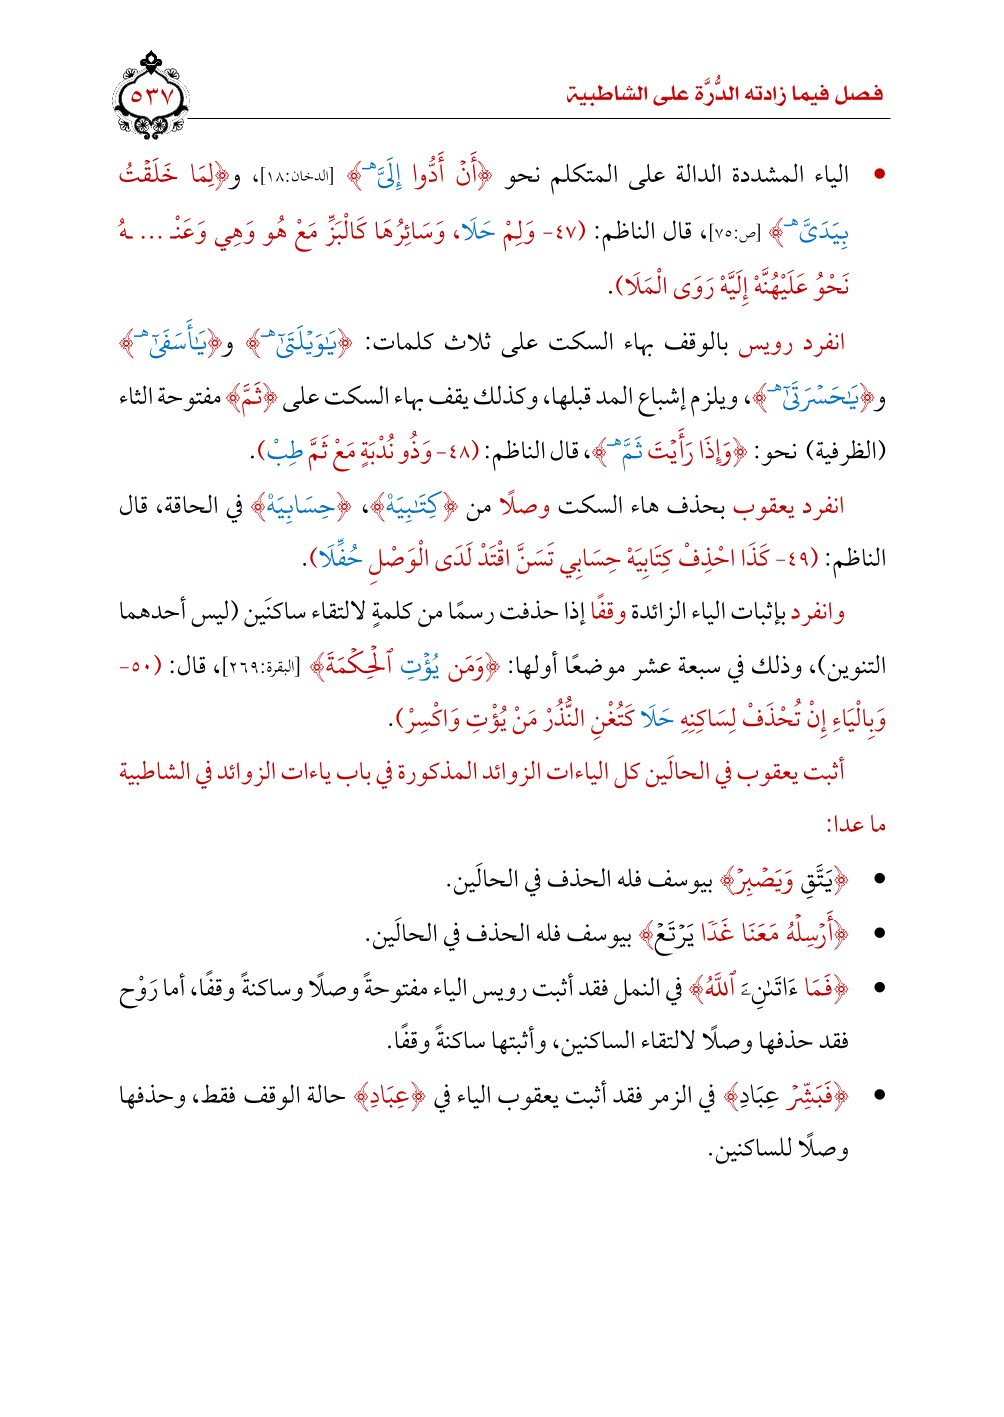 فصل فيما زادته الدُّرَّة على الشاطبية
٥٣٧
• الياء المشددة الدالة على المتكلم نحو ﴿أَنۡ أَدُّوا إِلَىَّهـ﴾ [الدخان:١٨]، و﴿لِمَا خَلَقۡتُ
بِيَدَىَّهـ﴾ [ص:٧٥]، قال الناظم: (٤٧- وَلِمْ حَلَا، وَسَائِرُهَا كَالْبَزِّ مَعْ هُو وَهِي وَعَنْـ ... ـهُ
نَحْوُ عَلَيْهُنَّهْ إِلَيَّهْ رَوَى الْمَلَا).
انفرد رويس بالوقف بهاء السكت على ثلاث كلمات: ﴿يَٰوَيۡلَتَىٰٓهـ﴾ و﴿يَٰٓأَسَفَىٰٓهـ﴾
و﴿يَٰحَسۡرَتَىٰٓهـ﴾، ويلزم إشباع المد قبلها، وكذلك يقف بهاء السكت على ﴿ثَمَّ﴾ مفتوحة الثاء
(الظرفية) نحو: ﴿وَإِذَا رَأَيۡتَ ثَمَّهـ﴾، قال الناظم: (٤٨- وَذُو نُدْبَةٍ مَعْ ثَمَّ طِبْ).
انفرد يعقوب بحذف هاء السكت وصلًا من ﴿كِتَٰبِيَهۡ﴾، ﴿حِسَابِيَهۡ﴾ في الحاقة، قال
الناظم: (٤٩- كَذَا احْذِفْ كِتَابِيَهْ حِسَابِي تَسَنَّ اقْتَدْ لَدَى الْوَصْلِ حُفِّلَا).
وانفرد بإثبات الياء الزائدة وقفًا إذا حذفت رسمًا من كلمةٍ لالتقاء ساكنَين (ليس أحدهما
التنوين)، وذلك في سبعة عشر موضعًا أولها: ﴿وَمَن يُؤۡتِ ٱلۡحِكۡمَةَ﴾ [البقرة:٢٦٩]، قال: (٥٠-
وَبِالْيَاءِ إِنْ تُحْذَفْ لِسَاكِنِهِ حَلَا كَتُغْنِ النُّذُرْ مَنْ يُؤْتِ وَاكْسِرْ).
أثبت يعقوب في الحالَين كل الياءات الزوائد المذكورة في باب ياءات الزوائد في الشاطبية
ما عدا:
• ﴿يَتَّقِ وَيَصۡبِرۡ﴾ بيوسف فله الحذف في الحالَين.
• ﴿أَرۡسِلۡهُ مَعَنَا غَدٗا يَرۡتَعۡ﴾ بيوسف فله الحذف في الحالَين.
• ﴿فَمَا ءَاتَىٰنِۦَ ٱللَّهُ﴾ في النمل فقد أثبت رويس الياء مفتوحةً وصلًا وساكنةً وقفًا، أما رَوْح
فقد حذفها وصلًا لالتقاء الساكنين، وأثبتها ساكنةً وقفًا.
• ﴿فَبَشِّرۡ عِبَادِ﴾ في الزمر فقد أثبت يعقوب الياء في ﴿عِبَادِ﴾ حالة الوقف فقط، وحذفها
وصلًا للساكنين.